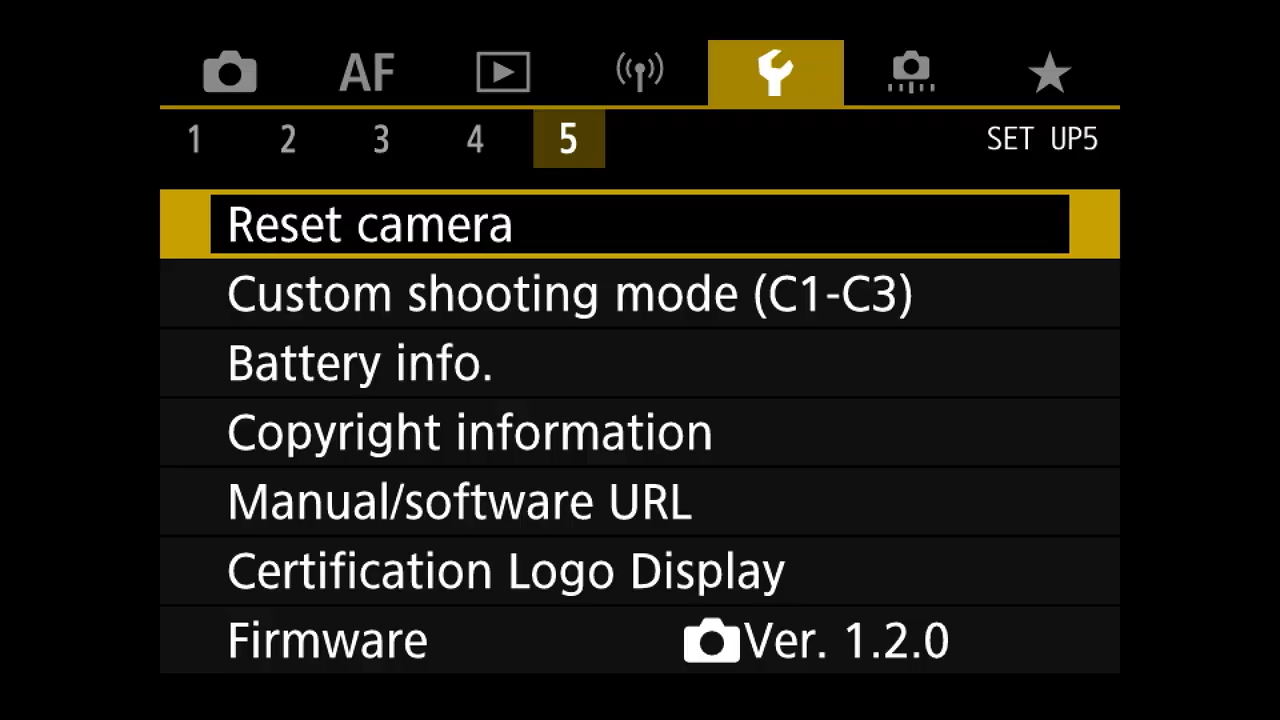 AF
1 2 3 4 5 SET UP5
Reset camera
Custom shooting mode (C1-C3)
Battery info.
Copyright information
Manual/software URL
Certification Logo Display
Firmware Ver. 1.2.0